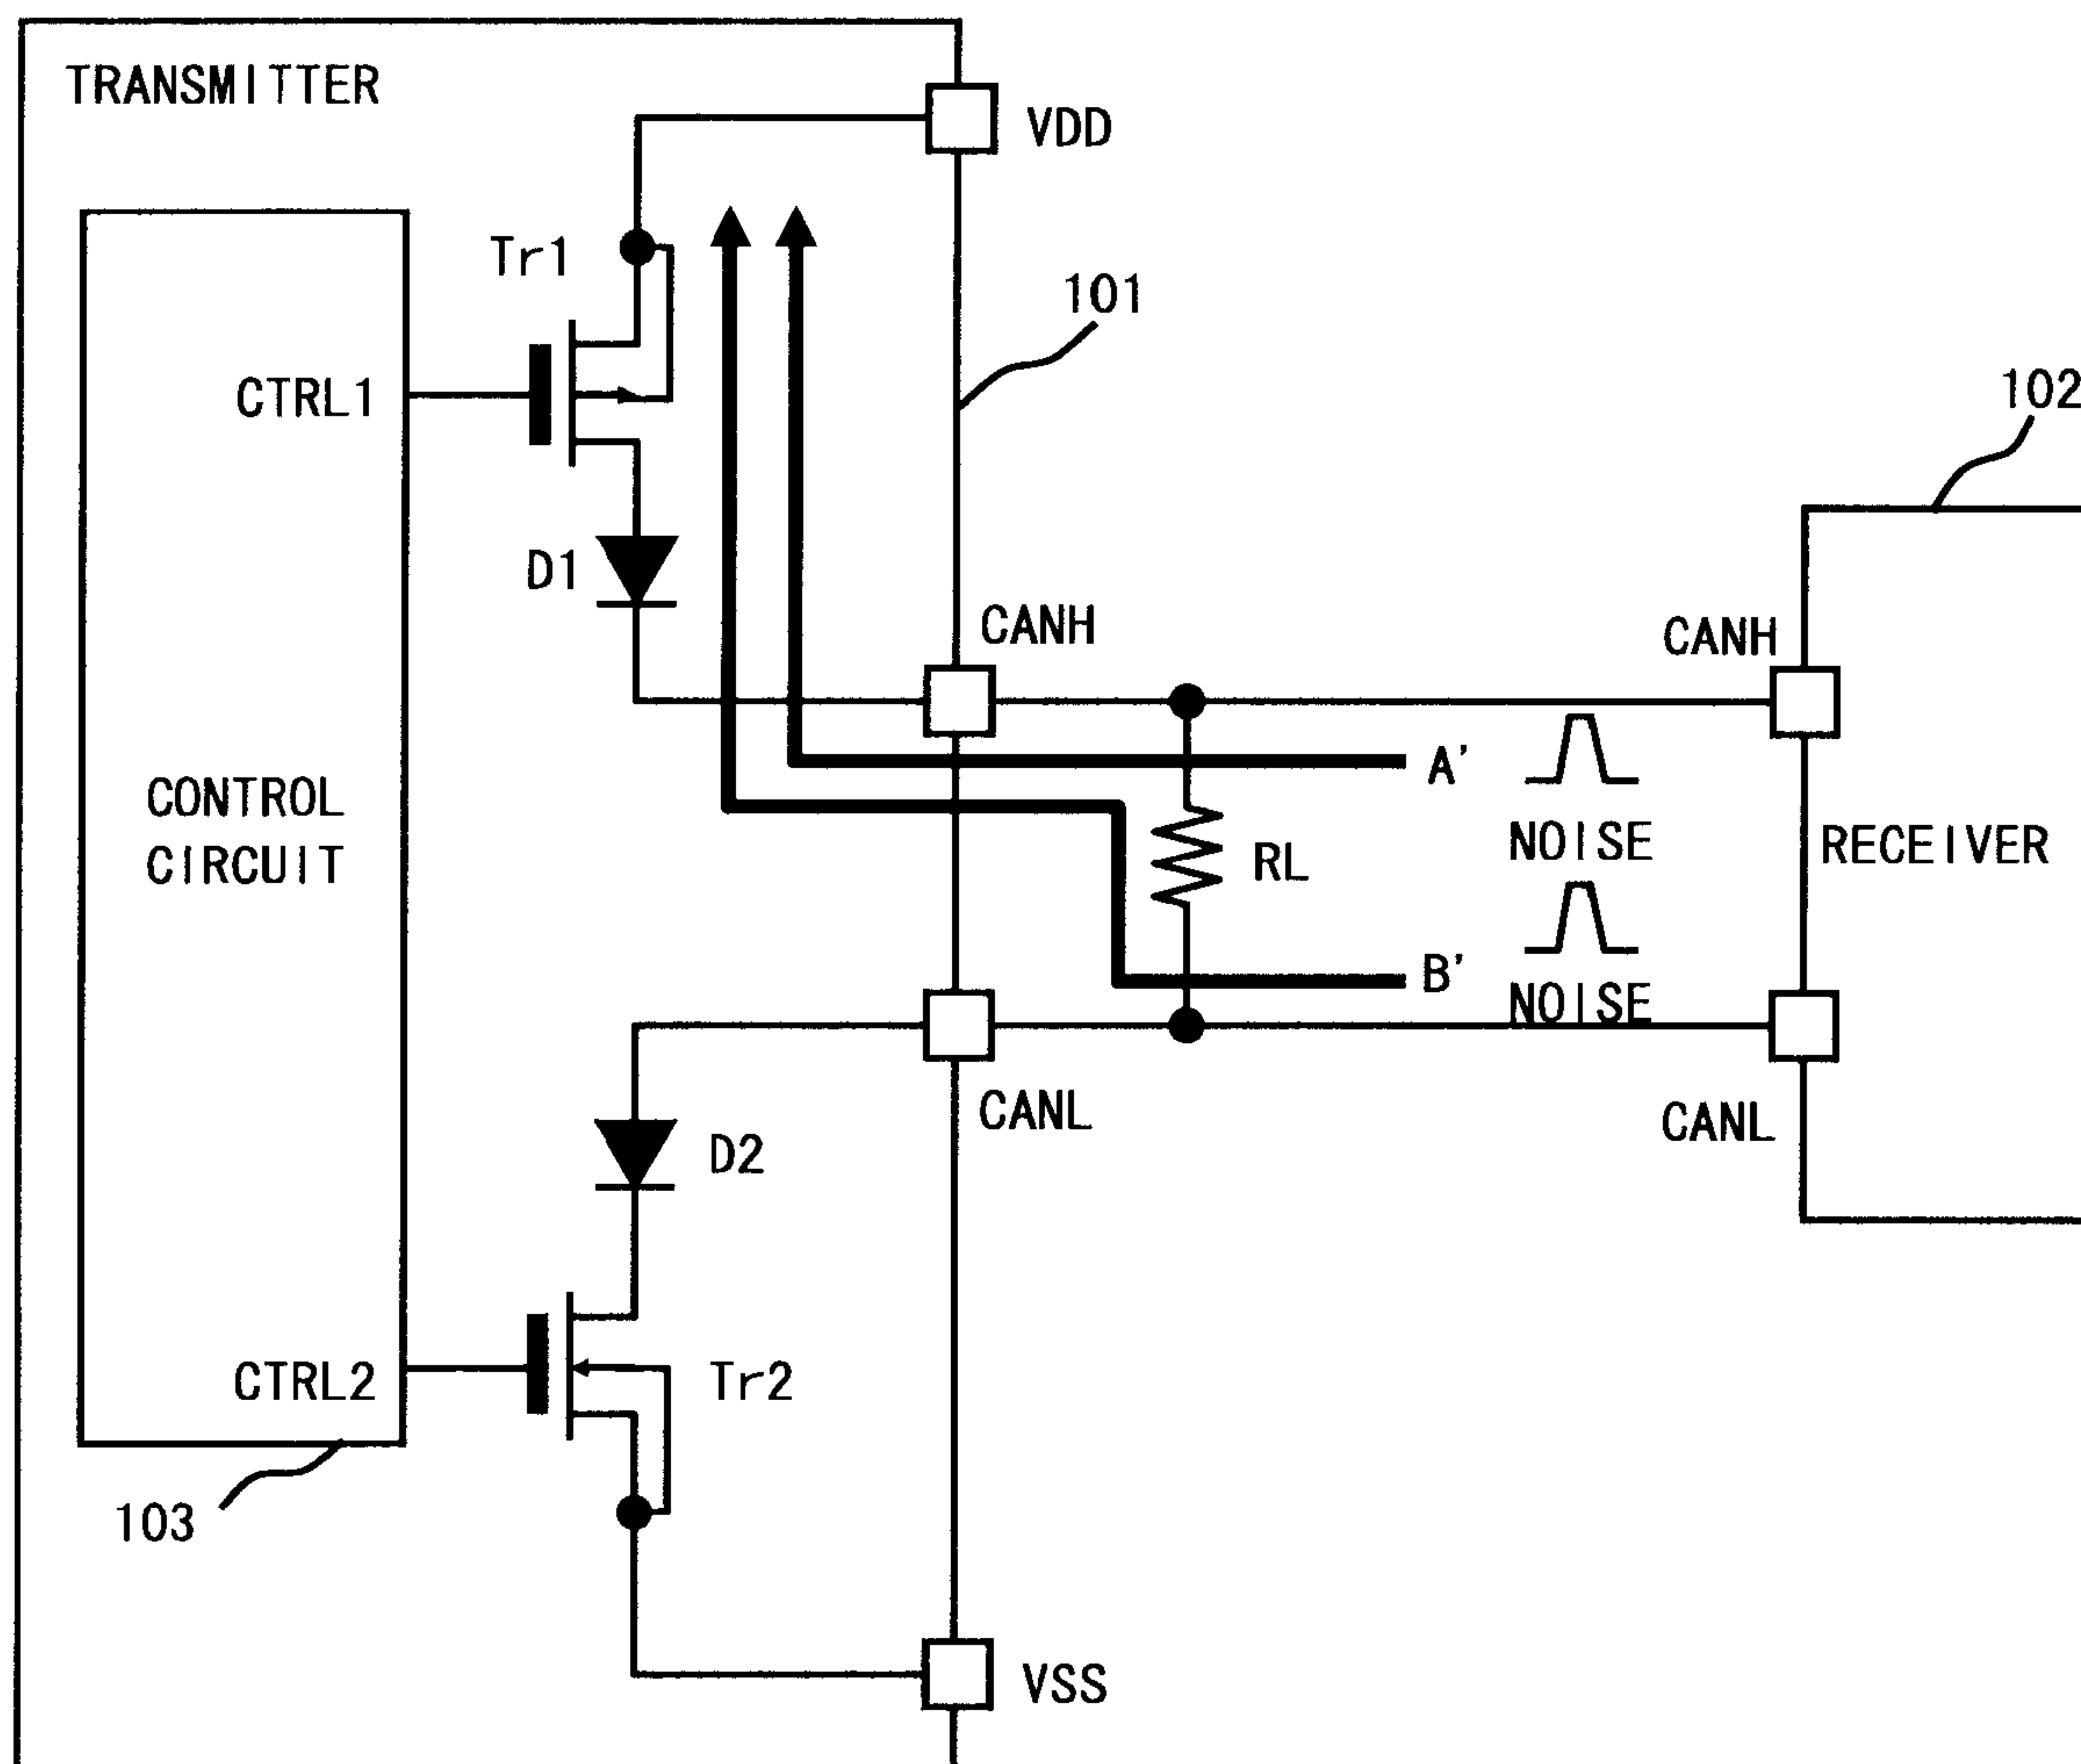 TRANSMITTER
VDD
Tr1
101
CTRL1
102
D1
CANH
CANH
A'
CONTROL
CIRCUIT
NOISE
RL
RECEIVER
B'
NOISE
CANL
CANL
D2
CTRL2
Tr2
103
VSS